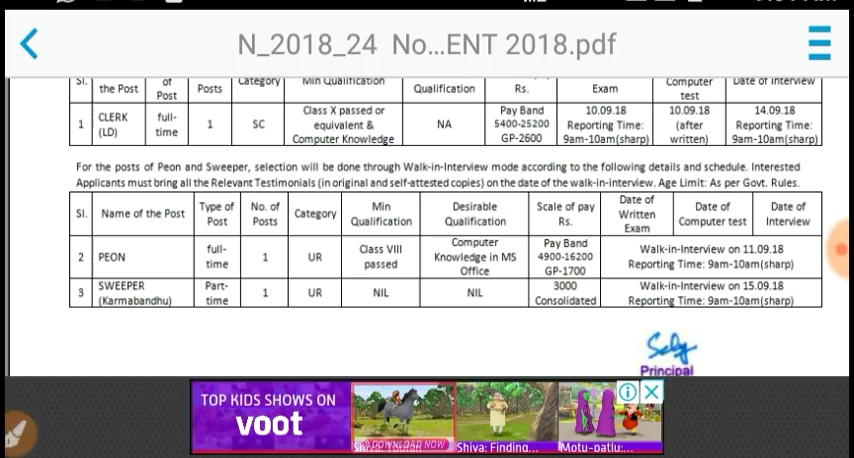 N_2018_24 No...ENT 2018.pdf
Sl. the Post of Post Posts Category Min Qualification Qualification Rs. Exam Computer test Date of Interview
1 CLERK (LD) full-time 1 SC Class X passed or equivalent & Computer Knowledge NA Pay Band 5400-25200 GP-2600 10.09.18 Reporting Time: 9am-10am(sharp) 10.09.18 (after written) 14.09.18 Reporting Time: 9am-10am(sharp)
For the posts of Peon and Sweeper, selection will be done through Walk-in-Interview mode according to the following details and schedule. Interested
Applicants must bring all the Relevant Testimonials (in original and self-attested copies) on the date of the walk-in-interview. Age Limit: As per Govt. Rules.
Sl. Name of the Post Type of Post No. of Posts Category Min Qualification Desirable Qualification Scale of pay Rs. Date of Written Exam Date of Computer test Date of Interview
2 PEON full-time 1 UR Class VIII passed Computer Knowledge in MS Office Pay Band 4900-16200 GP-1700 Walk-in-Interview on 11.09.18 Reporting Time: 9am-10am(sharp)
3 SWEEPER (Karmabandhu) Part-time 1 UR NIL NIL 3000 Consolidated Walk-in-Interview on 15.09.18 Reporting Time: 9am-10am(sharp)
Principal
TOP KIDS SHOWS ON
voot
DOWNLOAD NOW
Shiva: Finding...
Motu-patlu:...